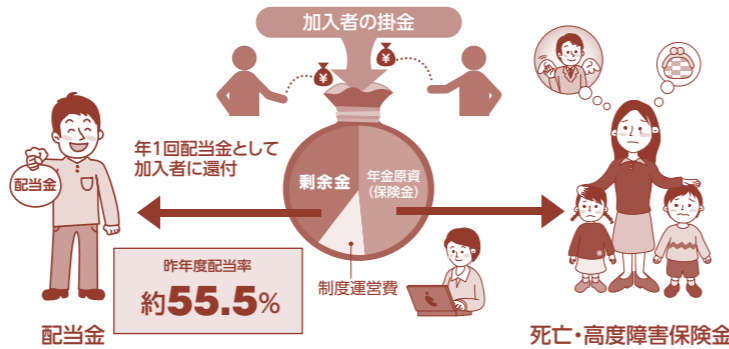 加入者の掛金
¥
¥
年1回配当金として
加入者に還付
配当金
剰余金
年金原資
(保険金)
昨年度配当率
約55.5%
制度運営費
配当金
死亡・高度障害保険金